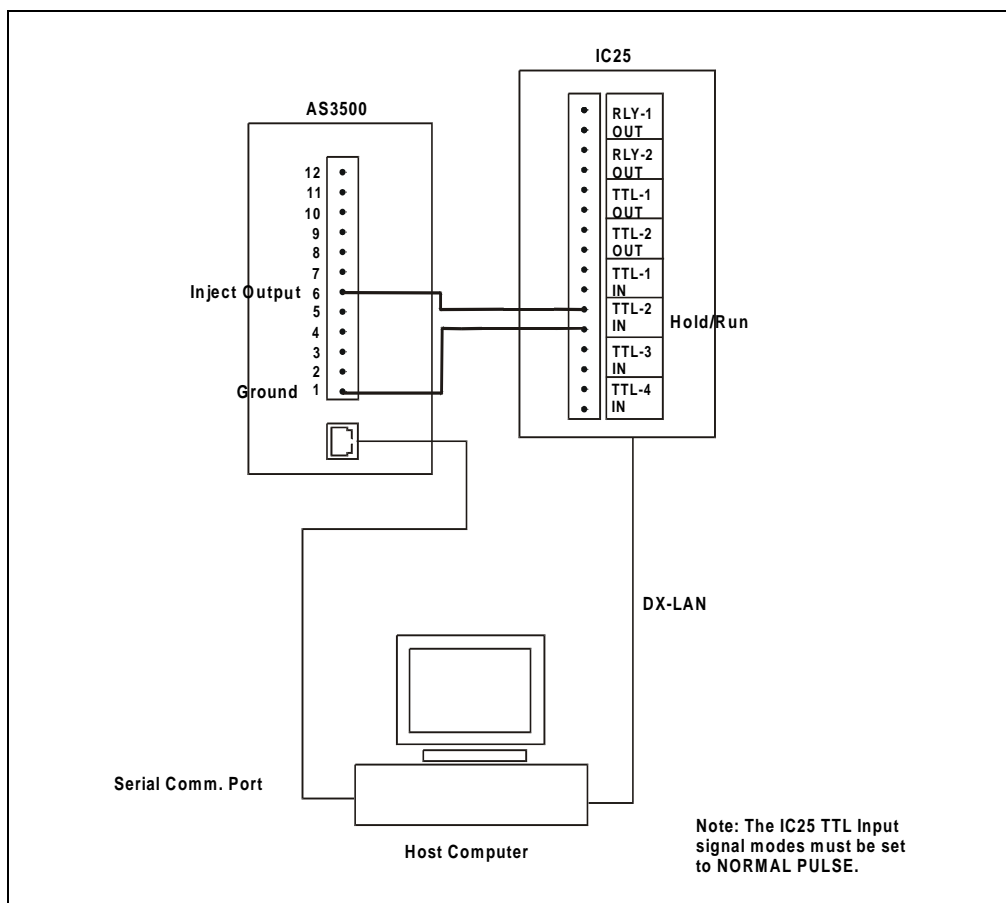 IC25
AS3500
RLY-1
OUT
RLY-2
OUT
TTL-1
OUT
TTL-2
OUT
TTL-1
IN
TTL-2
IN
Hold/Run
TTL-3
IN
TTL-4
IN
12
11
10
9
8
7
Inject Output 6
5
4
3
2
Ground 1
DX-LAN
Serial Comm. Port
Host Computer
Note: The IC25 TTL Input
signal modes must be set
to NORMAL PULSE.